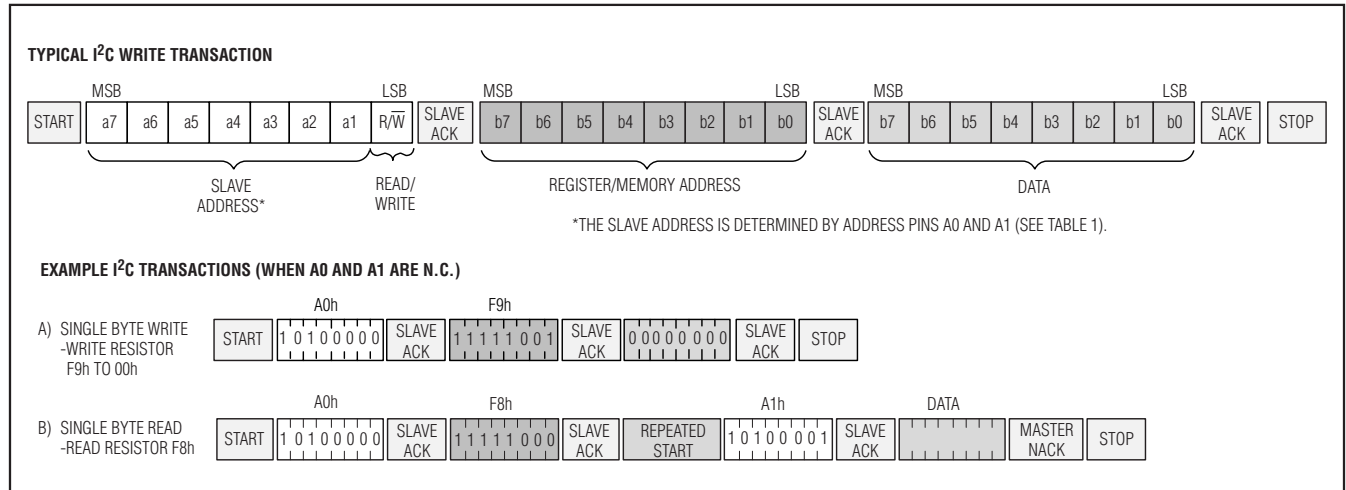 TYPICAL I2C WRITE TRANSACTION
MSB LSB MSB LSB MSB LSB
START a7 a6 a5 a4 a3 a2 a1 R/W̅ SLAVE ACK b7 b6 b5 b4 b3 b2 b1 b0 SLAVE ACK b7 b6 b5 b4 b3 b2 b1 b0 SLAVE ACK STOP
SLAVE ADDRESS*
READ/
WRITE
REGISTER/MEMORY ADDRESS
DATA
*THE SLAVE ADDRESS IS DETERMINED BY ADDRESS PINS A0 AND A1 (SEE TABLE 1).
EXAMPLE I2C TRANSACTIONS (WHEN A0 AND A1 ARE N.C.)
A0h F9h
A) SINGLE BYTE WRITE
-WRITE RESISTOR
F9h TO 00h
START 1 0 1 0 0 0 0 0 SLAVE ACK 1 1 1 1 1 0 0 1 SLAVE ACK 0 0 0 0 0 0 0 0 SLAVE ACK STOP
A0h F8h A1h DATA
B) SINGLE BYTE READ
-READ RESISTOR F8h
START 1 0 1 0 0 0 0 0 SLAVE ACK 1 1 1 1 1 0 0 0 SLAVE ACK REPEATED START 1 0 1 0 0 0 0 1 SLAVE ACK MASTER NACK STOP